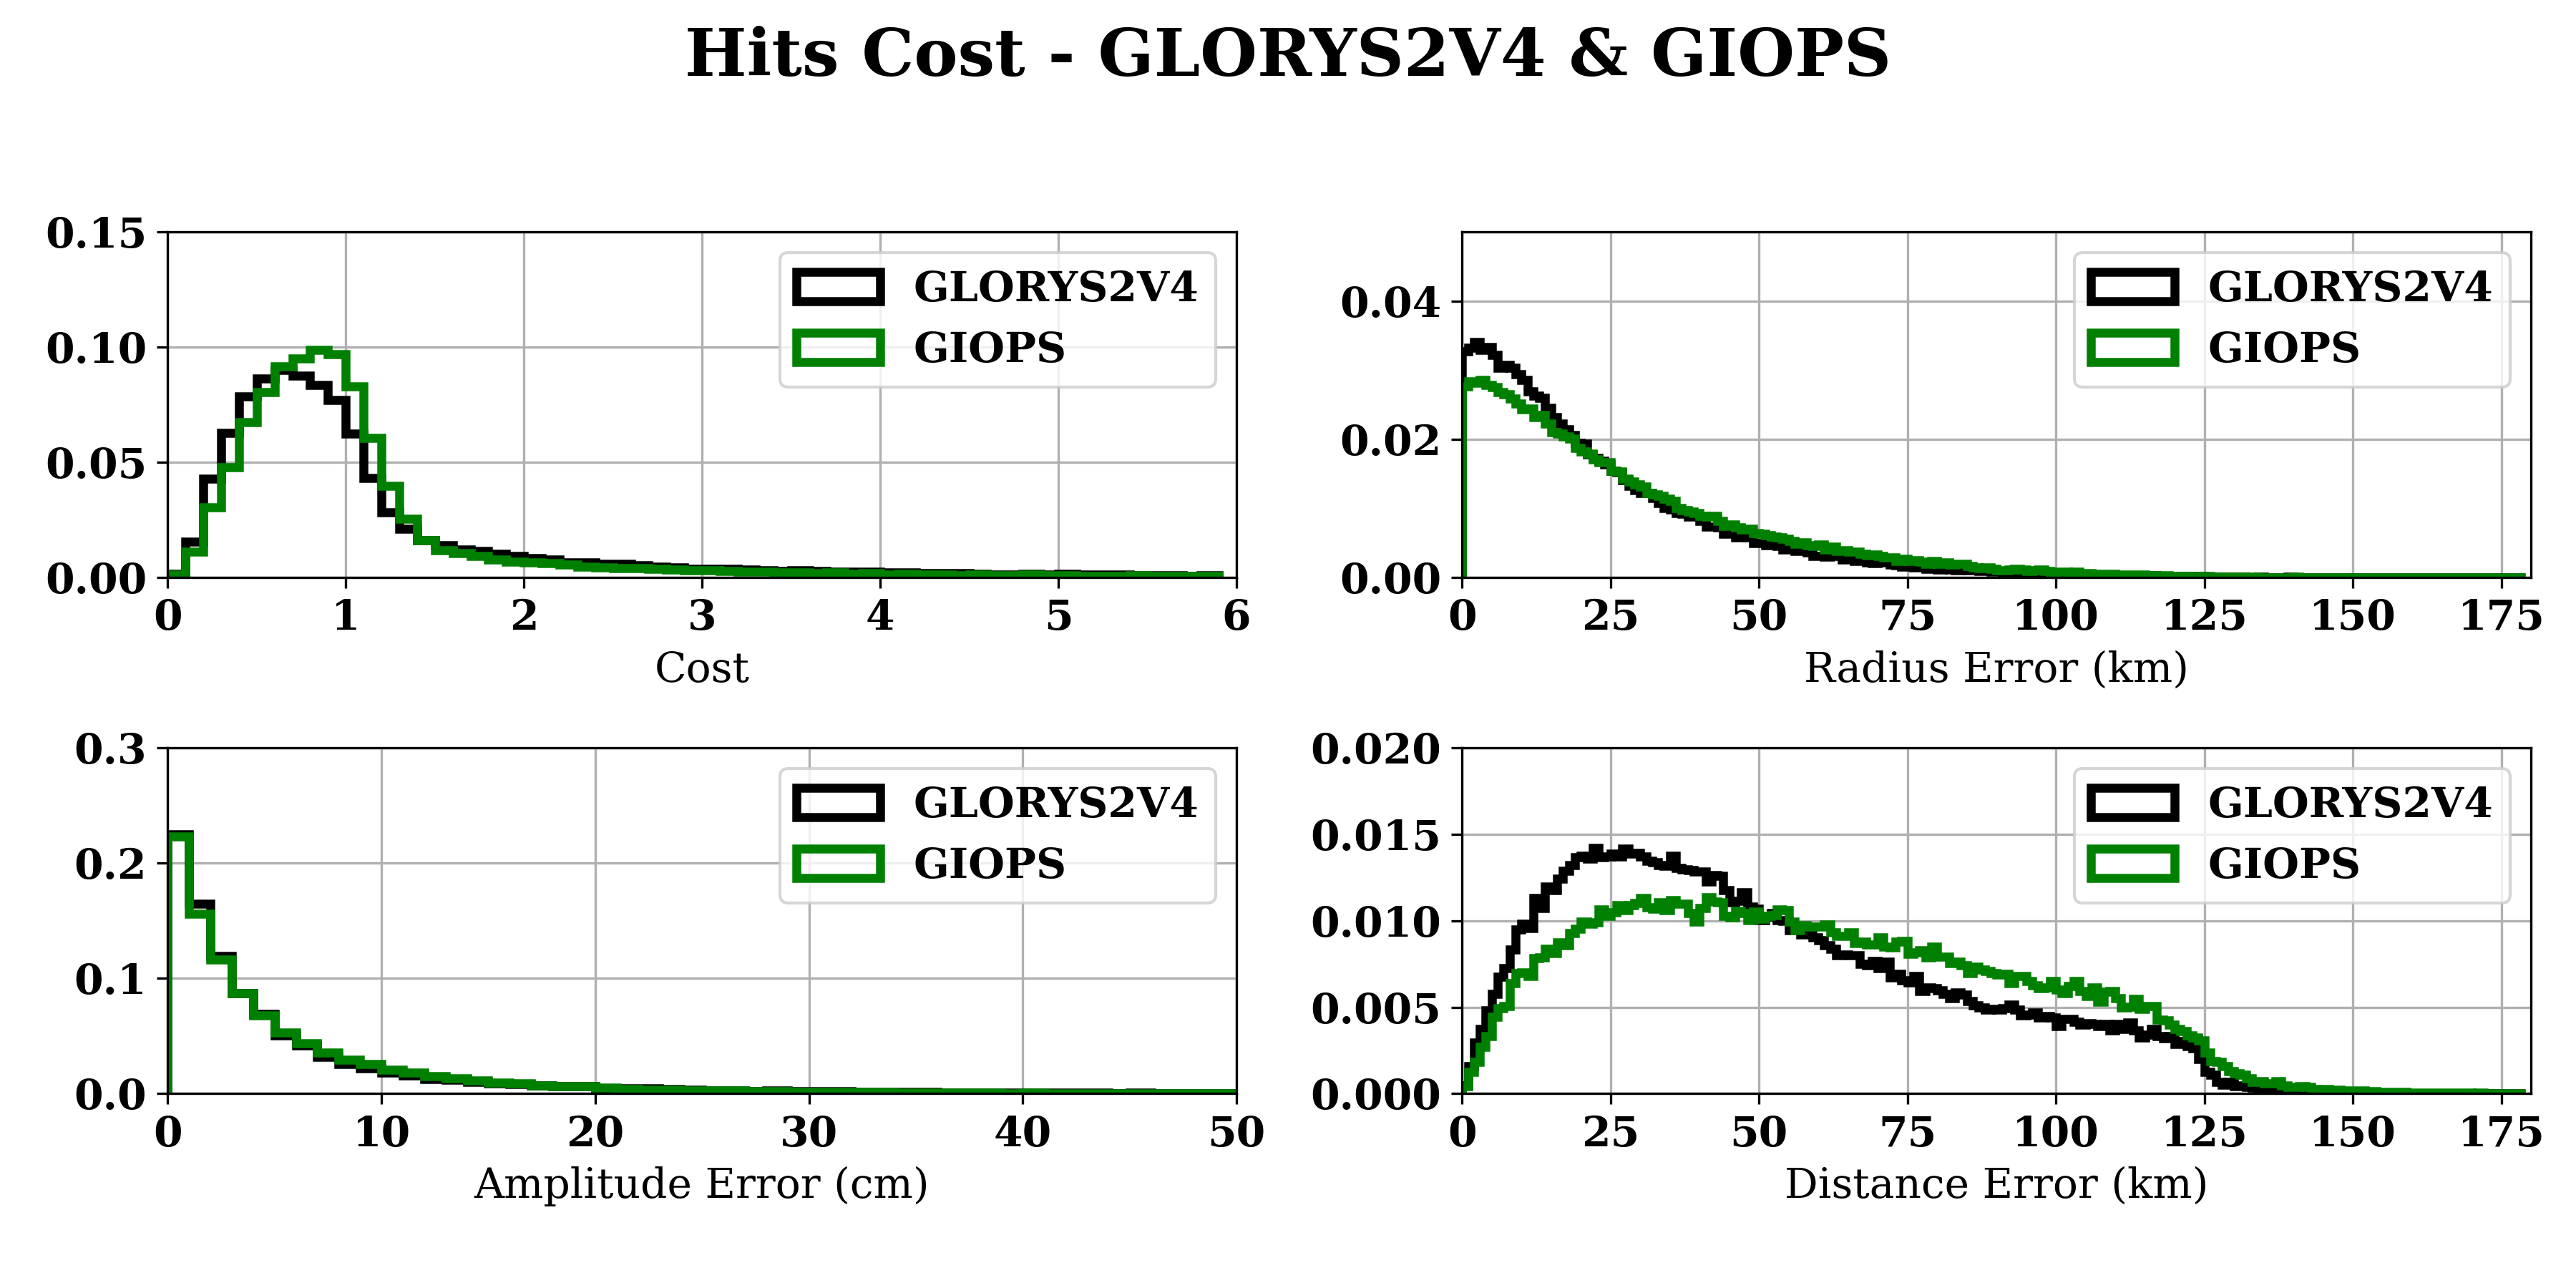 Hits Cost - GLORYS2V4 & GIOPS
0.15
0.10
0.05
0.00
GLORYS2V4
GIOPS
0 1 2 3 4 5 6
Cost
0.04
0.02
0.00
GLORYS2V4
GIOPS
0 25 50 75 100 125 150 175
Radius Error (km)
0.3
0.2
0.1
0.0
GLORYS2V4
GIOPS
0 10 20 30 40 50
Amplitude Error (cm)
0.020
0.015
0.010
0.005
0.000
GLORYS2V4
GIOPS
0 25 50 75 100 125 150 175
Distance Error (km)